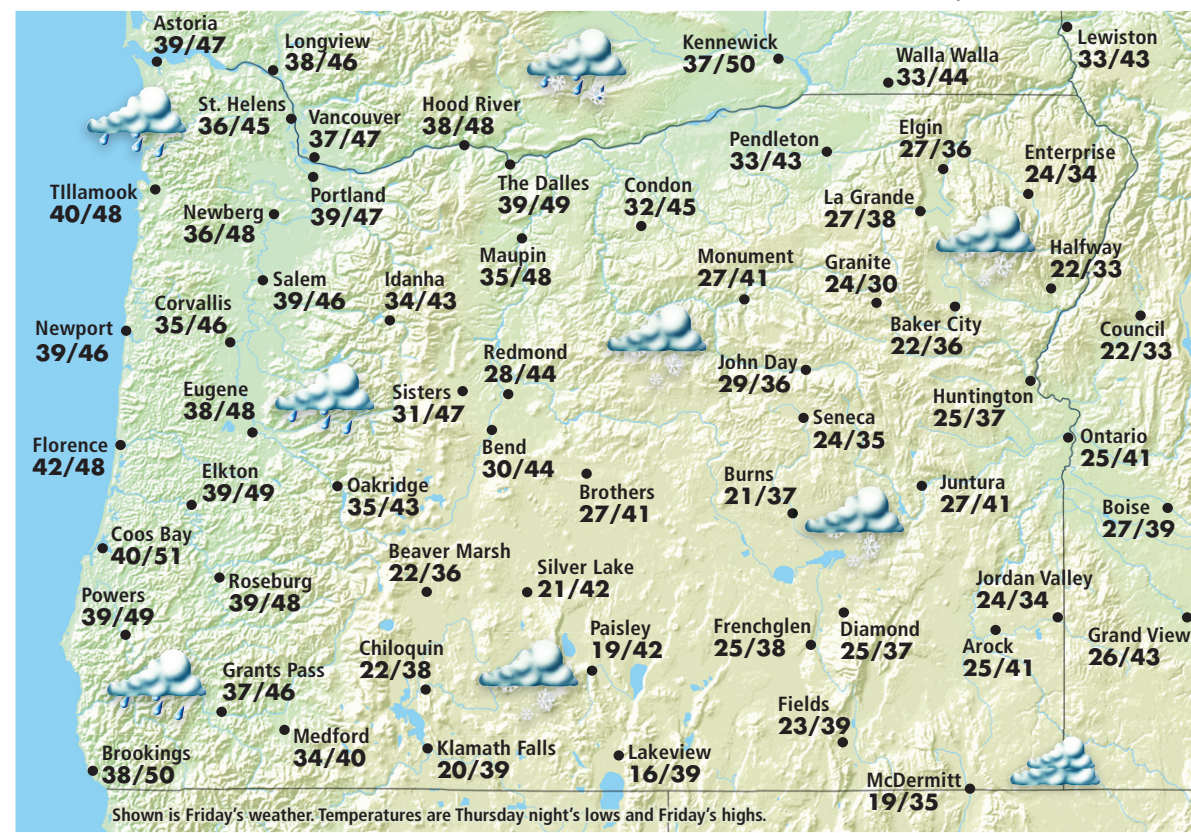 Astoria
39/47
Longview
38/46
Kennewick
37/50
Walla Walla
33/44
Lewiston
33/43
St. Helens
36/45
Vancouver
37/47
Hood River
38/48
Pendleton
33/43
Elgin
27/36
Enterprise
24/34
TIllamook
40/48
Portland
39/47
Newberg
36/48
The Dalles
39/49
Condon
32/45
La Grande
27/38
Maupin
35/48
Monument
27/41
Granite
24/30
Halfway
22/33
Salem
39/46
Idanha
34/43
Corvallis
35/46
Newport
39/46
Baker City
22/36
Council
22/33
Redmond
28/44
John Day
29/36
Eugene
38/48
Sisters
31/47
Huntington
25/37
Seneca
24/35
Florence
42/48
Bend
30/44
Ontario
25/41
Elkton
39/49
Oakridge
35/43
Brothers
27/41
Burns
21/37
Juntura
27/41
Boise
27/39
Coos Bay
40/51
Beaver Marsh
22/36
Silver Lake
21/42
Roseburg
39/48
Jordan Valley
24/34
Powers
39/49
Paisley
19/42
Frenchglen
25/38
Diamond
25/37
Arock
25/41
Grand View
26/43
Chiloquin
22/38
Grants Pass
37/46
Fields
23/39
Medford
34/40
Klamath Falls
20/39
Lakeview
16/39
Brookings
38/50
McDermitt
19/35
Shown is Friday's weather. Temperatures are Thursday night's lows and Friday's highs.